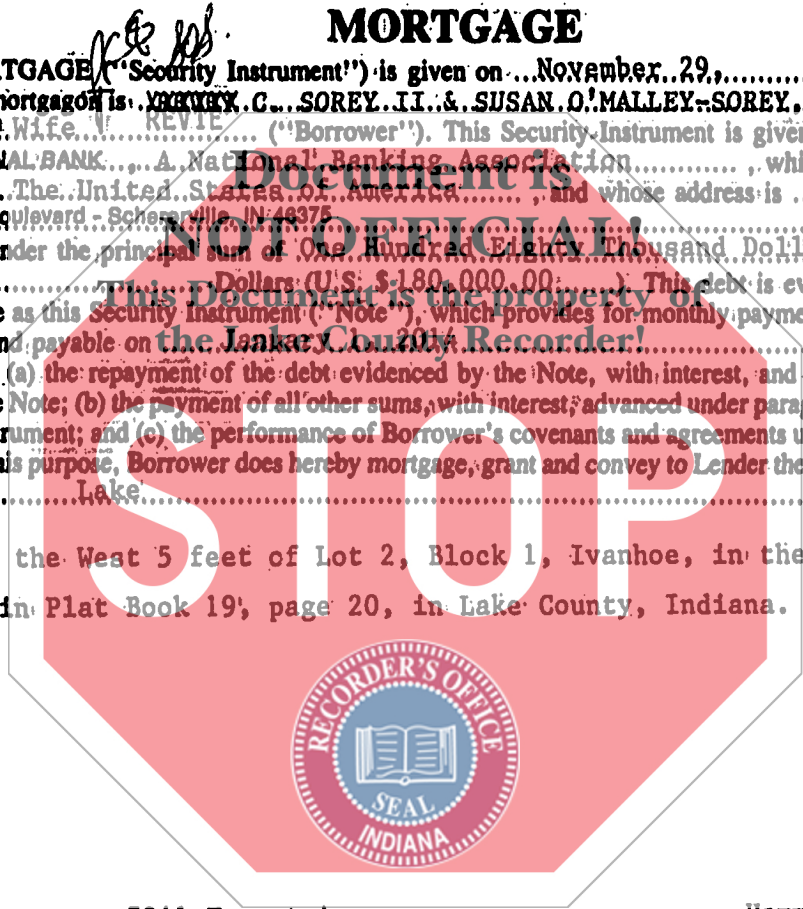 MORTGAGE
TGAGE ("Security Instrument") is given on ...November 29,............
ortgagor is C. SOREY II & SUSAN O'MALLEY-SOREY,
Wife REVIE ("Borrower"). This Security Instrument is given
AL BANK , A National Banking Association , whi
The United States of America , and whose address is
oulevard - Schererville, IN 46375
Document is
NOT OFFICIAL!
This Document is the property of
the Lake County Recorder!
nder the principal sum of One Hundred Eighty Thousand Doll
Dollars (U.S. $ 180,000.00 ). This debt is ev
e as this Security Instrument ("Note"), which provides for monthly payme
nd payable on January
(a) the repayment of the debt evidenced by the Note, with interest, and
Note; (b) the payment of all other sums, with interest, advanced under para
rument; and (c) the performance of Borrower's covenants and agreements u
is purpose, Borrower does hereby mortgage, grant and convey to Lender the
Lake
the West 5 feet of Lot 2, Block 1, Ivanhoe, in the
in Plat Book 19, page 20, in Lake County, Indiana.
STOP
RECORDER'S OFFICE
SEAL
INDIANA